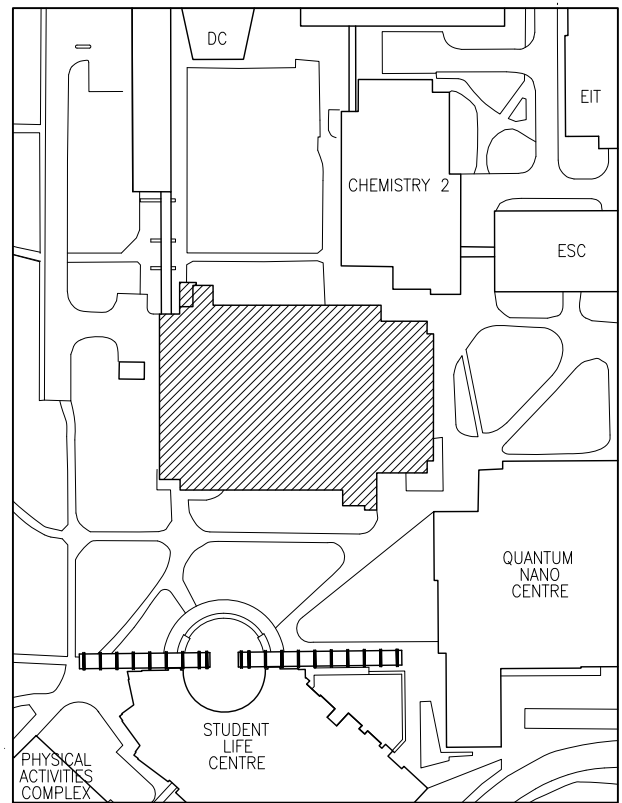 DC
EIT
CHEMISTRY 2
ESC
QUANTUM
NANO
CENTRE
STUDENT
LIFE
CENTRE
PHYSICAL
ACTIVITIES
COMPLEX